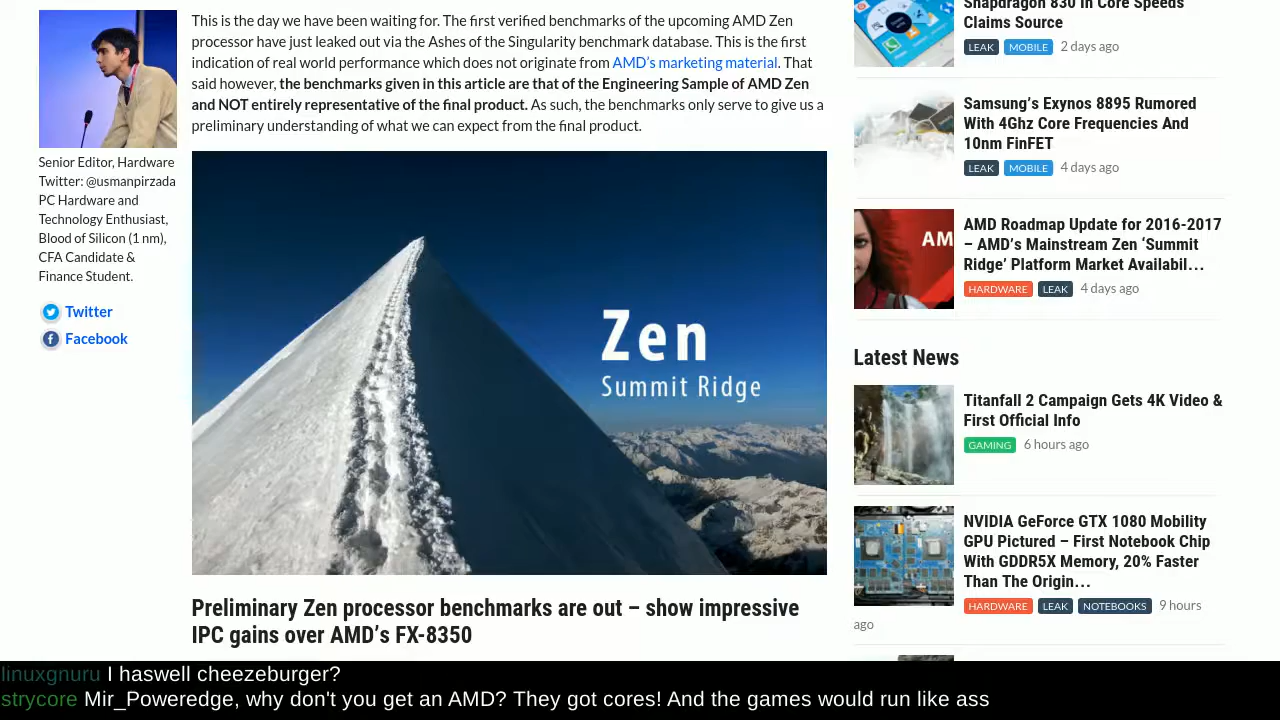 This is the day we have been waiting for. The first verified benchmarks of the upcoming AMD Zen
processor have just leaked out via the Ashes of the Singularity benchmark database. This is the first
indication of real world performance which does not originate from AMD's marketing material. That
said however, the benchmarks given in this article are that of the Engineering Sample of AMD Zen
and NOT entirely representative of the final product. As such, the benchmarks only serve to give us a
preliminary understanding of what we can expect from the final product.
Senior Editor, Hardware
Twitter: @usmanpirzada
PC Hardware and
Technology Enthusiast,
Blood of Silicon (1 nm),
CFA Candidate &
Finance Student.
Twitter
Facebook
Zen
Summit Ridge
Preliminary Zen processor benchmarks are out – show impressive
IPC gains over AMD's FX-8350
Snapdragon 830 In Core Speeds
Claims Source
LEAK MOBILE 2 days ago
Samsung's Exynos 8895 Rumored
With 4Ghz Core Frequencies And
10nm FinFET
LEAK MOBILE 4 days ago
AM
AMD Roadmap Update for 2016-2017
– AMD's Mainstream Zen 'Summit
Ridge' Platform Market Availabil...
HARDWARE LEAK 4 days ago
Latest News
Titanfall 2 Campaign Gets 4K Video &
First Official Info
GAMING 6 hours ago
NVIDIA GeForce GTX 1080 Mobility
GPU Pictured – First Notebook Chip
With GDDR5X Memory, 20% Faster
Than The Origin...
HARDWARE LEAK NOTEBOOKS 9 hours
ago
linuxgnuru I haswell cheezeburger?
strycore Mir_Poweredge, why don't you get an AMD? They got cores! And the games would run like ass